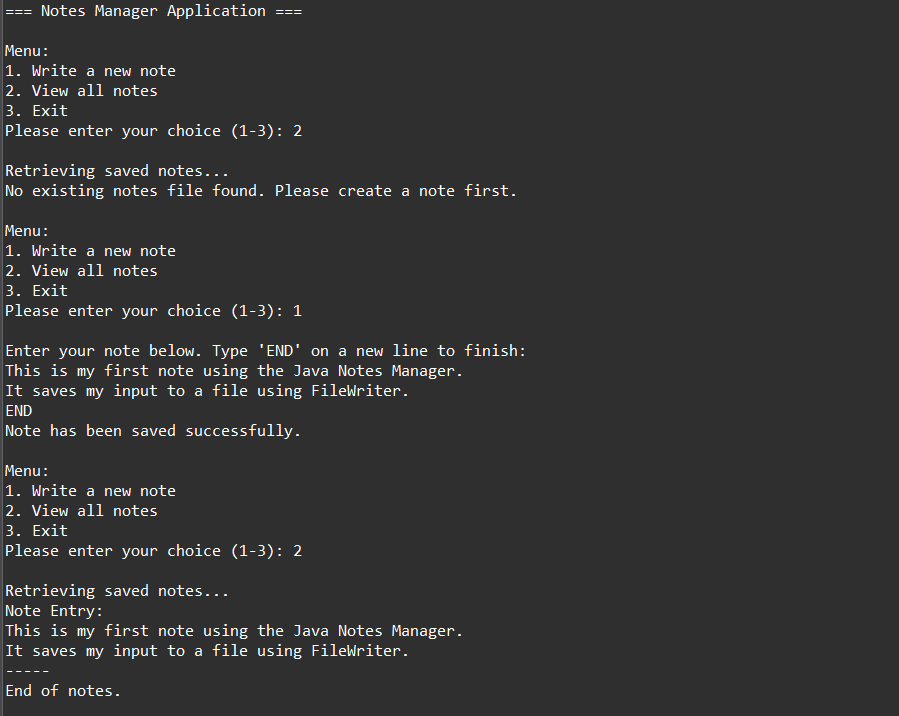 === Notes Manager Application ===
Menu:
1. Write a new note
2. View all notes
3. Exit
Please enter your choice (1-3): 2
Retrieving saved notes...
No existing notes file found. Please create a note first.
Menu:
1. Write a new note
2. View all notes
3. Exit
Please enter your choice (1-3): 1
Enter your note below. Type 'END' on a new line to finish:
This is my first note using the Java Notes Manager.
It saves my input to a file using FileWriter.
END
Note has been saved successfully.
Menu:
1. Write a new note
2. View all notes
3. Exit
Please enter your choice (1-3): 2
Retrieving saved notes...
Note Entry:
This is my first note using the Java Notes Manager.
It saves my input to a file using FileWriter.
-----
End of notes.